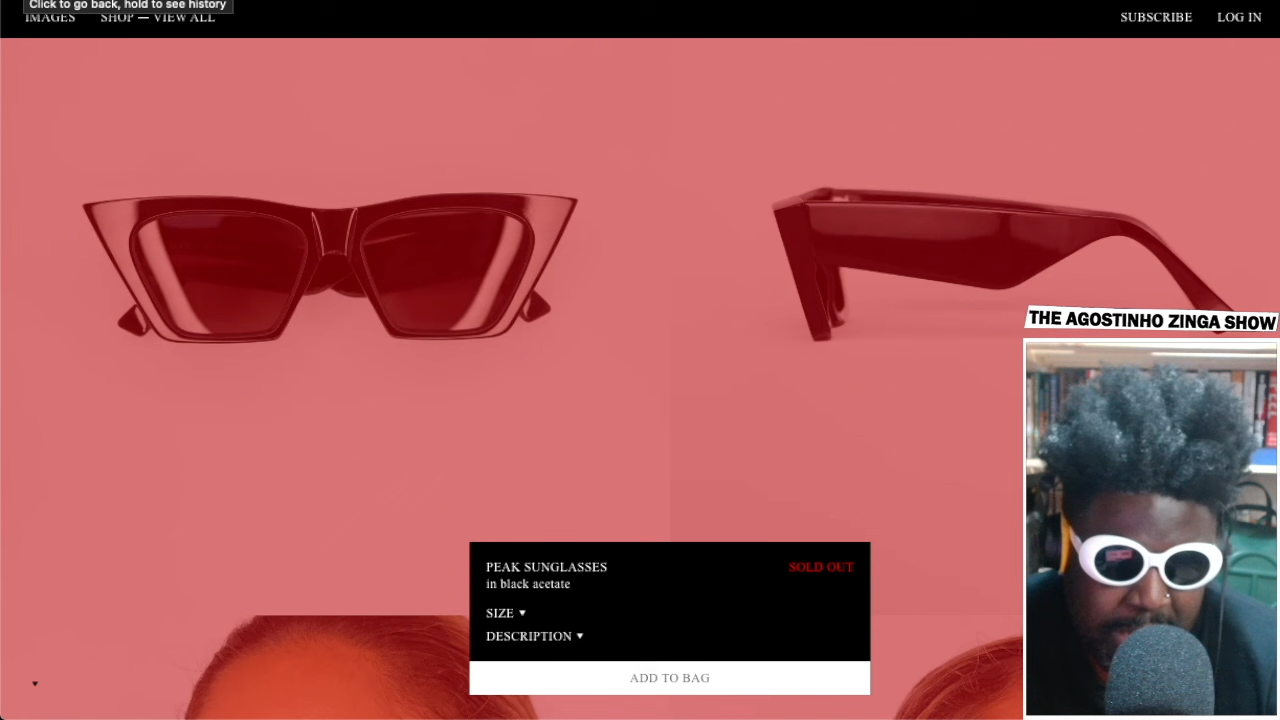 Click to go back, hold to see history
IMAGES SHOP — VIEW ALL
SUBSCRIBE LOG IN
THE AGOSTINHO ZINGA SHOW
PEAK SUNGLASSES SOLD OUT
in black acetate
SIZE ▼
DESCRIPTION ▼
ADD TO BAG